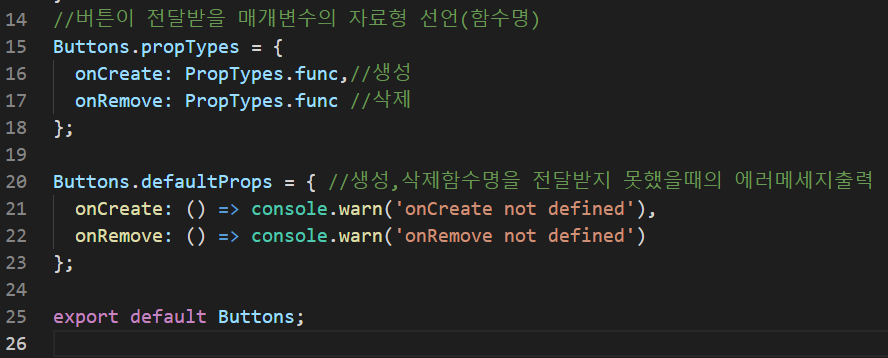 14 //버튼이 전달받을 매개변수의 자료형 선언(함수명)
15 Buttons.propTypes = {
16   onCreate: PropTypes.func,//생성
17   onRemove: PropTypes.func //삭제
18 };
19
20 Buttons.defaultProps = { //생성,삭제함수명을 전달받지 못했을때의 에러메세지출력
21   onCreate: () => console.warn('onCreate not defined'),
22   onRemove: () => console.warn('onRemove not defined')
23 };
24
25 export default Buttons;
26